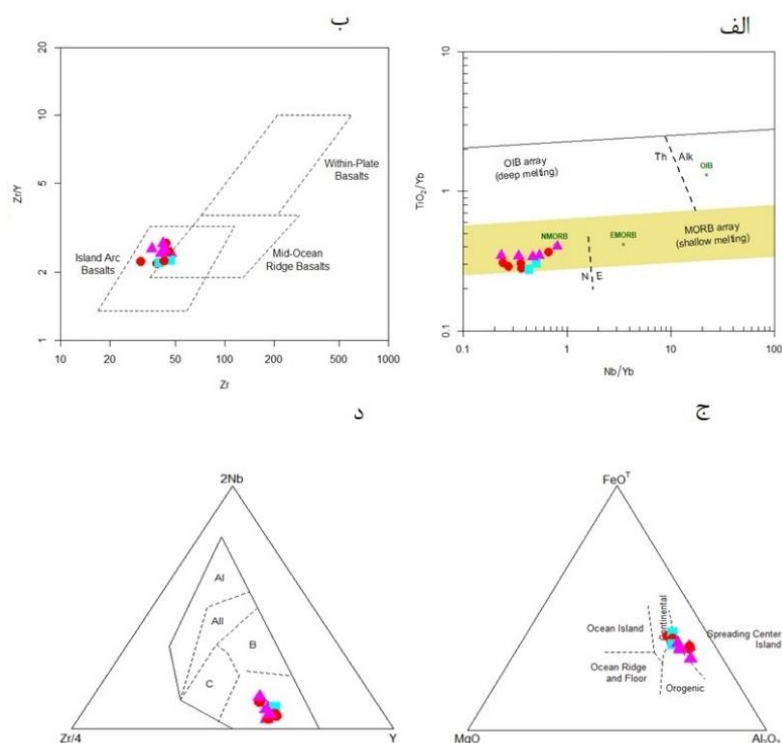 الف
10
1
0.1
TiO2/Yb
OIB array
(deep melting)
Th
Alk
OIB
NMORB
EMORB
MORB array
(shallow melting)
N
E
0.1
1
10
100
Nb/Yb
ب
20
10
5
2
1
Zr/Y
Within-Plate
Basalts
Island Arc
Basalts
Mid-Ocean
Ridge Basalts
10
20
50
100
200
500
1000
Zr
ج
FeOT
Ocean Island
Continental
Spreading Center
Island
Ocean Ridge
and Floor
Orogenic
MgO
Al2O3
د
2Nb
AI
AII
B
C
D
Zr/4
Y